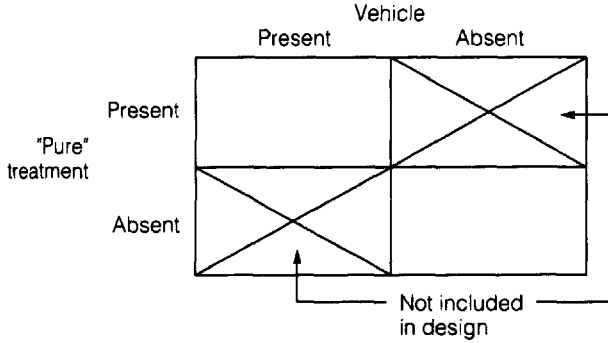 Vehicle
Present Absent
Present
"Pure"
treatment
Absent
Not included
in design